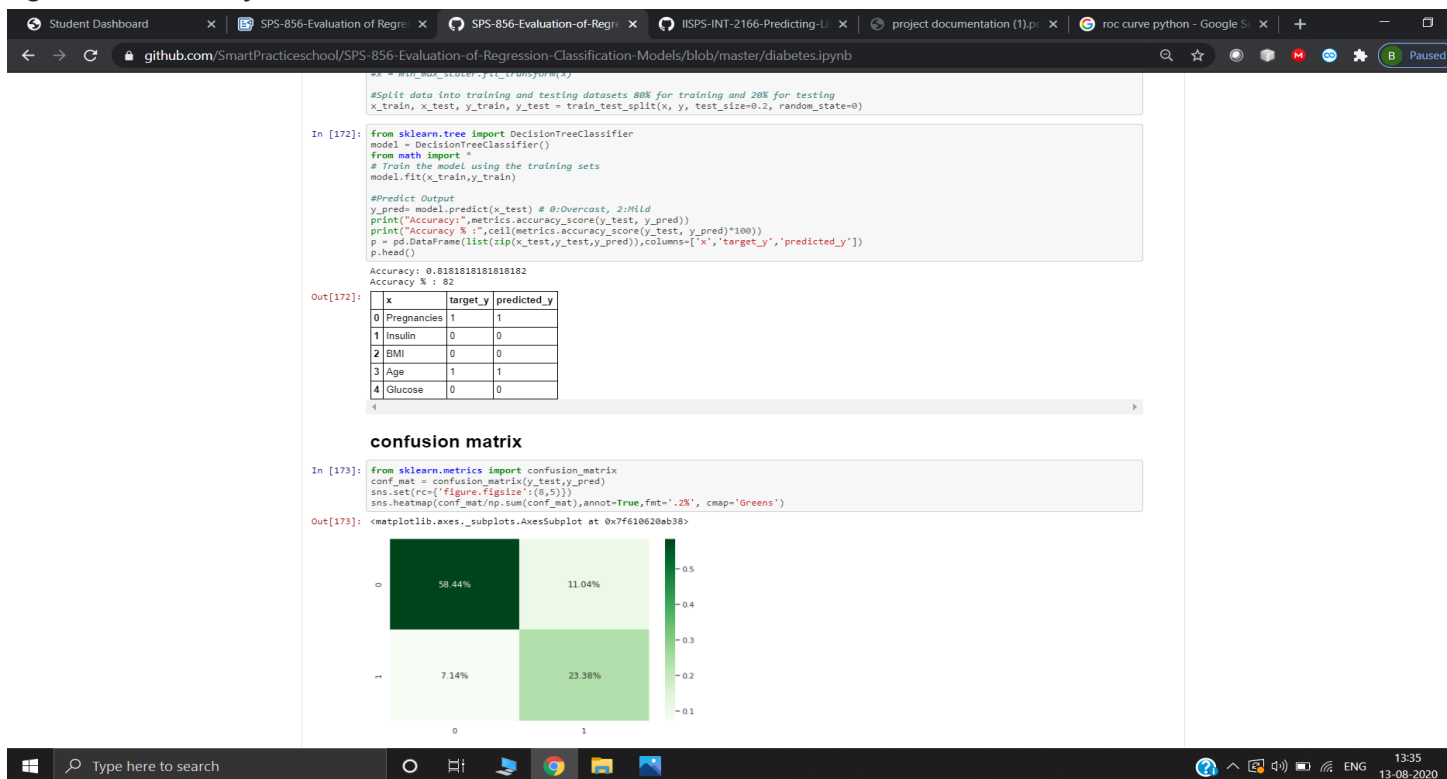 Student Dashboard
SPS-856-Evaluation of Regre
SPS-856-Evaluation-of-Regre
IISPS-INT-2166-Predicting-Li
project documentation (1).p
roc curve python - Google S
github.com/SmartPracticeschool/SPS-856-Evaluation-of-Regression-Classification-Models/blob/master/diabetes.ipynb
B Paused
#x = min_max_scaler.fit_transform(x)
#Split data into training and testing datasets 80% for training and 20% for testing
x_train, x_test, y_train, y_test = train_test_split(x, y, test_size=0.2, random_state=0)
In [172]: from sklearn.tree import DecisionTreeClassifier
model = DecisionTreeClassifier()
from math import *
# Train the model using the training sets
model.fit(x_train,y_train)
#Predict Output
y_pred= model.predict(x_test) # 0:Overcast, 2:Mild
print("Accuracy:",metrics.accuracy_score(y_test, y_pred))
print("Accuracy % :",ceil(metrics.accuracy_score(y_test, y_pred)*100))
p = pd.DataFrame(list(zip(x_test,y_test,y_pred)),columns=['x','target_y','predicted_y'])
p.head()
Accuracy: 0.8181818181818182
Accuracy % : 82
Out[172]:
x target_y predicted_y
0 Pregnancies 1 1
1 Insulin 0 0
2 BMI 0 0
3 Age 1 1
4 Glucose 0 0
confusion matrix
In [173]: from sklearn.metrics import confusion_matrix
conf_mat = confusion_matrix(y_test,y_pred)
sns.set(rc={'figure.figsize':(8,5)})
sns.heatmap(conf_mat/np.sum(conf_mat),annot=True,fmt='.2%', cmap='Greens')
Out[173]: <matplotlib.axes._subplots.AxesSubplot at 0x7f610620ab38>
0 58.44% 11.04%
1 7.14% 23.38%
0 1
0.5
0.4
0.3
0.2
0.1
Type here to search
ENG
13:35
13-08-2020